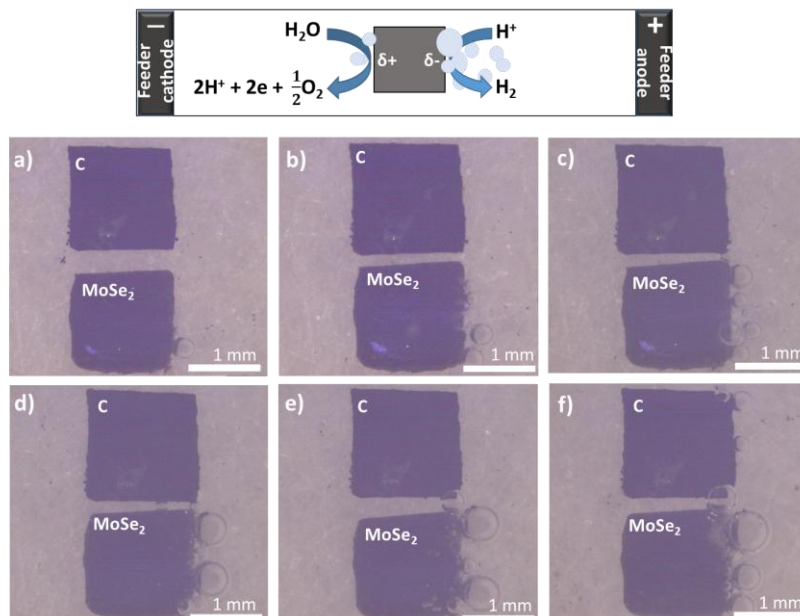 −
Feeder
cathode
H₂O
2H⁺ + 2e + ½O₂
δ+
δ-
H⁺
H₂
+
Feeder
anode
a)
C
MoSe₂
1 mm
b)
C
MoSe₂
1 mm
c)
C
MoSe₂
1 mm
d)
C
MoSe₂
1 mm
e)
C
MoSe₂
1 mm
f)
C
MoSe₂
1 mm